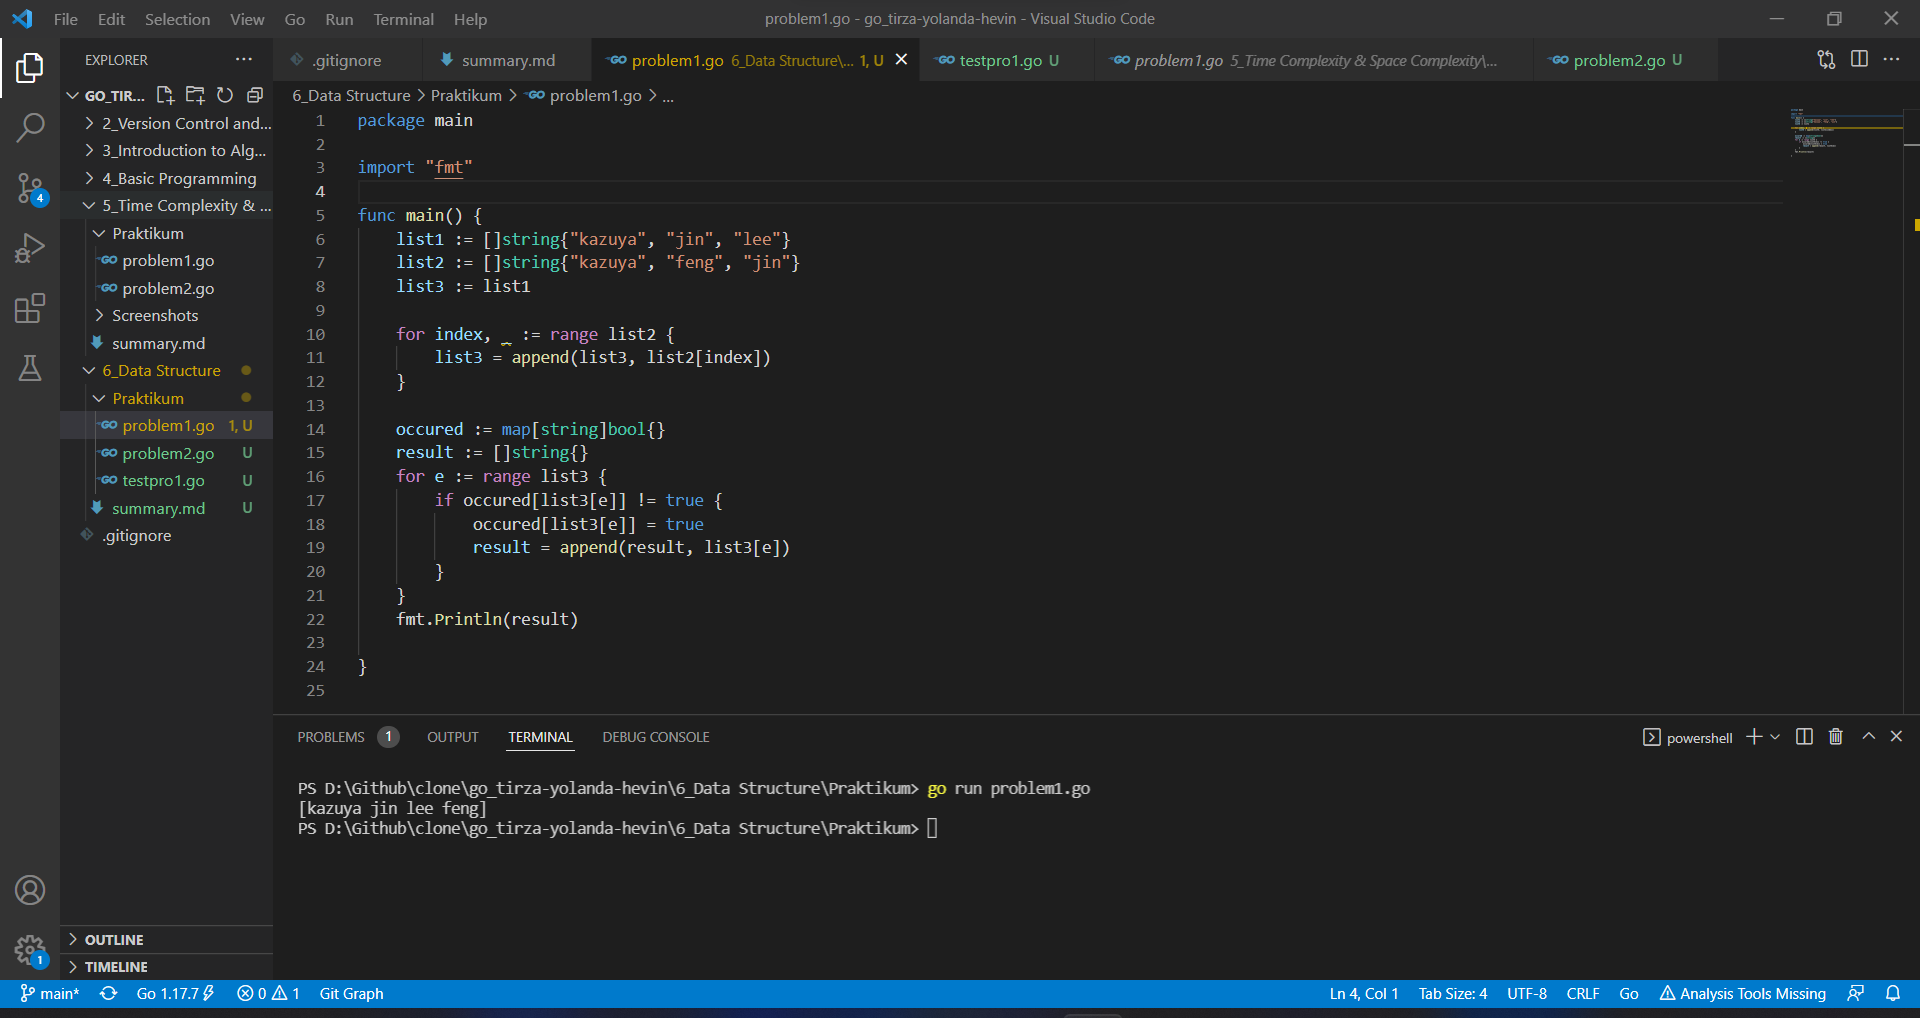 File Edit Selection View Go Run Terminal Help
problem1.go - go_tirza-yolanda-hevin - Visual Studio Code
EXPLORER
GO_TIR...
2_Version Control and...
3_Introduction to Alg...
4_Basic Programming
5_Time Complexity & ...
Praktikum
problem1.go
problem2.go
Screenshots
summary.md
6_Data Structure
Praktikum
problem1.go 1, U
problem2.go U
testpro1.go U
summary.md U
.gitignore
OUTLINE
TIMELINE
.gitignore
summary.md
problem1.go 6_Data Structure\... 1, U
testpro1.go U
problem1.go 5_Time Complexity & Space Complexity\...
problem2.go U
6_Data Structure > Praktikum > problem1.go > ...
1 package main
2
3 import "fmt"
4
5 func main() {
6 list1 := []string{"kazuya", "jin", "lee"}
7 list2 := []string{"kazuya", "feng", "jin"}
8 list3 := list1
9
10 for index, _ := range list2 {
11 list3 = append(list3, list2[index])
12 }
13
14 occured := map[string]bool{}
15 result := []string{}
16 for e := range list3 {
17 if occured[list3[e]] != true {
18 occured[list3[e]] = true
19 result = append(result, list3[e])
20 }
21 }
22 fmt.Println(result)
23
24 }
25
PROBLEMS 1 OUTPUT TERMINAL DEBUG CONSOLE
powershell
PS D:\Github\clone\go_tirza-yolanda-hevin\6_Data Structure\Praktikum> go run problem1.go
[kazuya jin lee feng]
PS D:\Github\clone\go_tirza-yolanda-hevin\6_Data Structure\Praktikum>
4
1
main* Go 1.17.7 0 1 Git Graph
Ln 4, Col 1 Tab Size: 4 UTF-8 CRLF Go Analysis Tools Missing